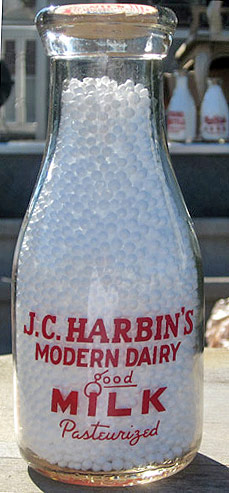 J.C. HARBIN'S
MODERN DAIRY
good
MILK
Pasteurized